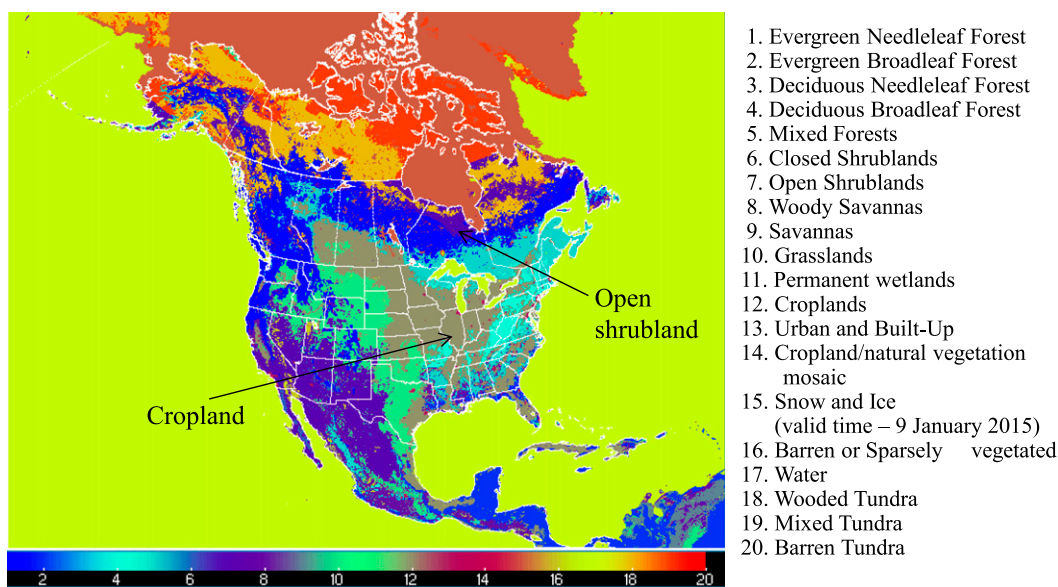 1. Evergreen Needleleaf Forest
2. Evergreen Broadleaf Forest
3. Deciduous Needleleaf Forest
4. Deciduous Broadleaf Forest
5. Mixed Forests
6. Closed Shrublands
7. Open Shrublands
8. Woody Savannas
9. Savannas
10. Grasslands
11. Permanent wetlands
12. Croplands
13. Urban and Built-Up
14. Cropland/natural vegetation
mosaic
15. Snow and Ice
(valid time – 9 January 2015)
16. Barren or Sparsely vegetated
17. Water
18. Wooded Tundra
19. Mixed Tundra
20. Barren Tundra
Open
shrubland
Cropland
2 4 6 8 10 12 14 16 18 20